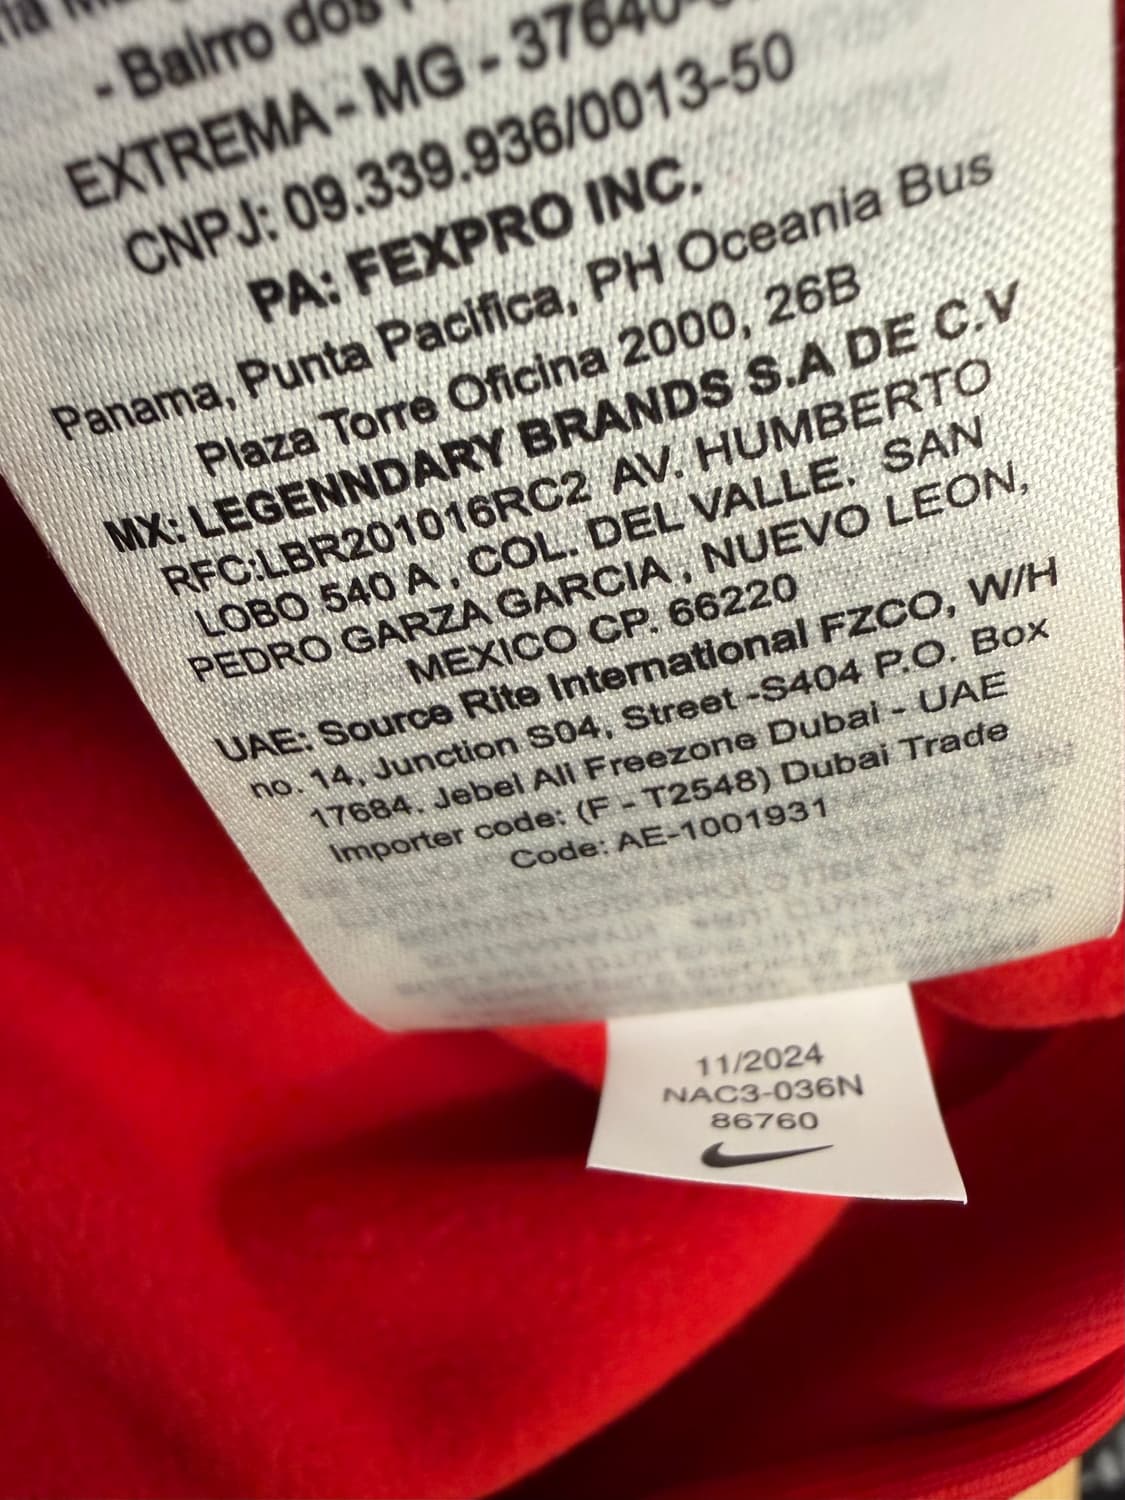 - Bairro dos
EXTREMA - MG - 37640-
CNPJ: 09.339.936/0013-50
PA: FEXPRO INC.
Panama, Punta Pacifica, PH Oceania Bus
Plaza Torre Oficina 2000, 26B
MX: LEGENNDARY BRANDS S.A DE C.V
RFC:LBR201016RC2 AV. HUMBERTO
LOBO 540 A , COL. DEL VALLE. SAN
PEDRO GARZA GARCIA , NUEVO LEON,
MEXICO CP. 66220
UAE: Source Rite International FZCO, W/H
no. 14, Junction S04, Street -S404 P.O. Box
17684. Jebel Ali Freezone Dubai - UAE
Importer code: (F - T2548) Dubai Trade
Code: AE-1001931
11/2024
NAC3-036N
86760